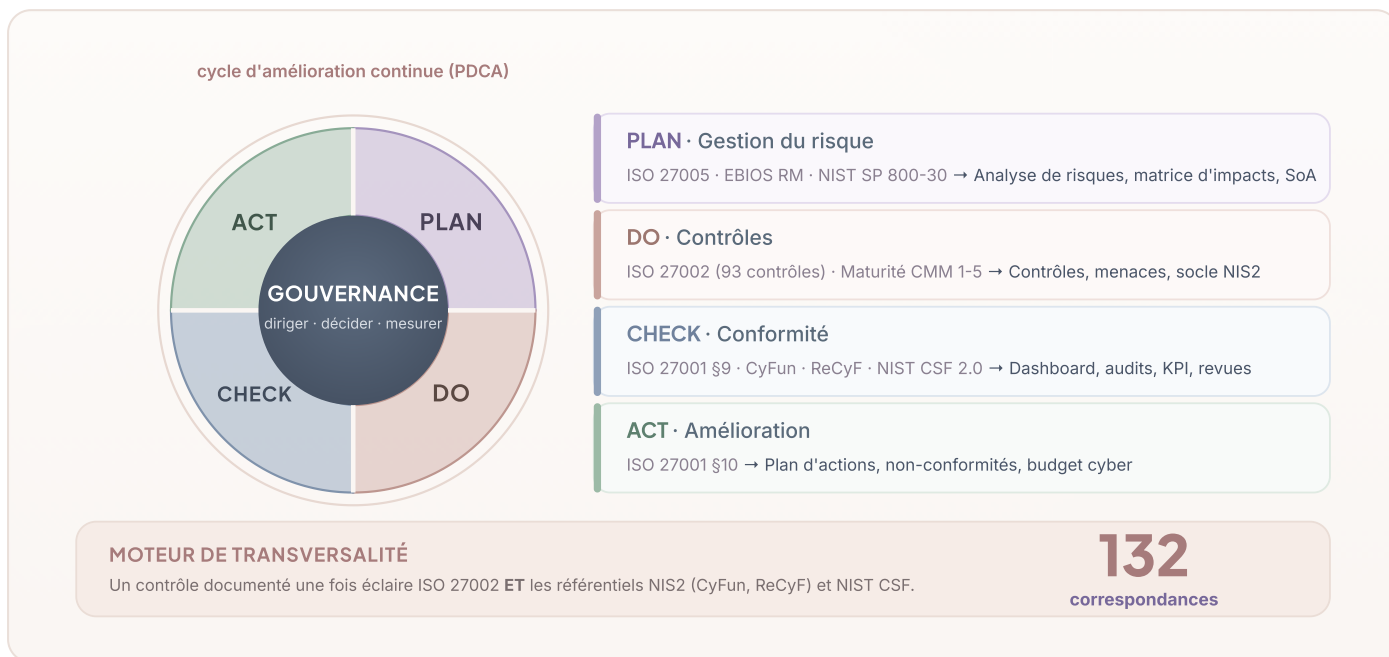 cycle d'amélioration continue (PDCA)
ACT
PLAN
GOUVERNANCE
diriger · décider · mesurer
CHECK
DO
PLAN · Gestion du risque
ISO 27005 · EBIOS RM · NIST SP 800-30 → Analyse de risques, matrice d'impacts, SoA
DO · Contrôles
ISO 27002 (93 contrôles) · Maturité CMM 1-5 → Contrôles, menaces, socle NIS2
CHECK · Conformité
ISO 27001 §9 · CyFun · ReCyF · NIST CSF 2.0 → Dashboard, audits, KPI, revues
ACT · Amélioration
ISO 27001 §10 → Plan d'actions, non-conformités, budget cyber
MOTEUR DE TRANSVERSALITÉ
Un contrôle documenté une fois éclaire ISO 27002 ET les référentiels NIS2 (CyFun, ReCyF) et NIST CSF.
132
correspondances